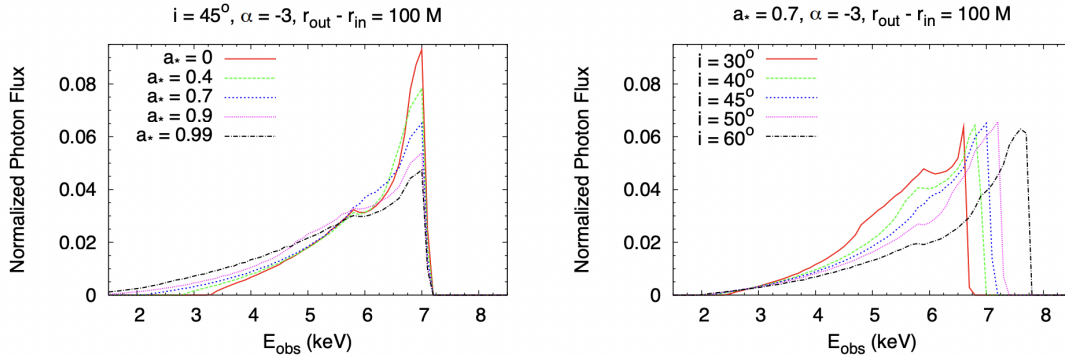 i = 45°, α = -3, r_out - r_in = 100 M
Normalized Photon Flux
0.08
0.06
0.04
0.02
0
a* = 0
a* = 0.4
a* = 0.7
a* = 0.9
a* = 0.99
2 3 4 5 6 7 8
E_obs (keV)
a* = 0.7, α = -3, r_out - r_in = 100 M
Normalized Photon Flux
0.08
0.06
0.04
0.02
0
i = 30°
i = 40°
i = 45°
i = 50°
i = 60°
2 3 4 5 6 7 8
E_obs (keV)